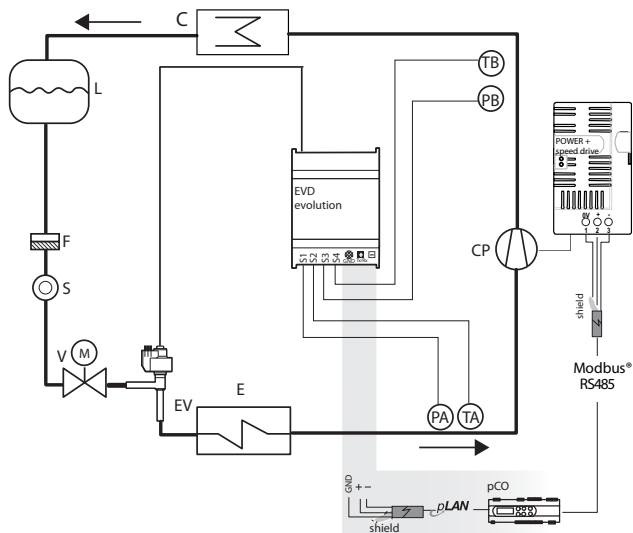 C
TB
L
PB
POWER +
speed drive
EVD
evolution
0V + -
1 2 3
S1
S2
S3
S4
GND
F
CP
S
shield
V
M
Modbus®
RS485
EV
E
PA
TA
GND
+ -
pCO
pLAN
shield